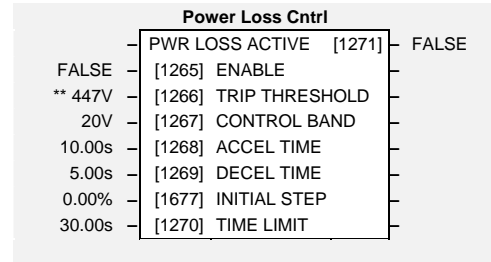 Power Loss Cntrl
PWR LOSS ACTIVE [1271] FALSE
FALSE [1265] ENABLE
** 447V [1266] TRIP THRESHOLD
20V [1267] CONTROL BAND
10.00s [1268] ACCEL TIME
5.00s [1269] DECEL TIME
0.00% [1677] INITIAL STEP
30.00s [1270] TIME LIMIT